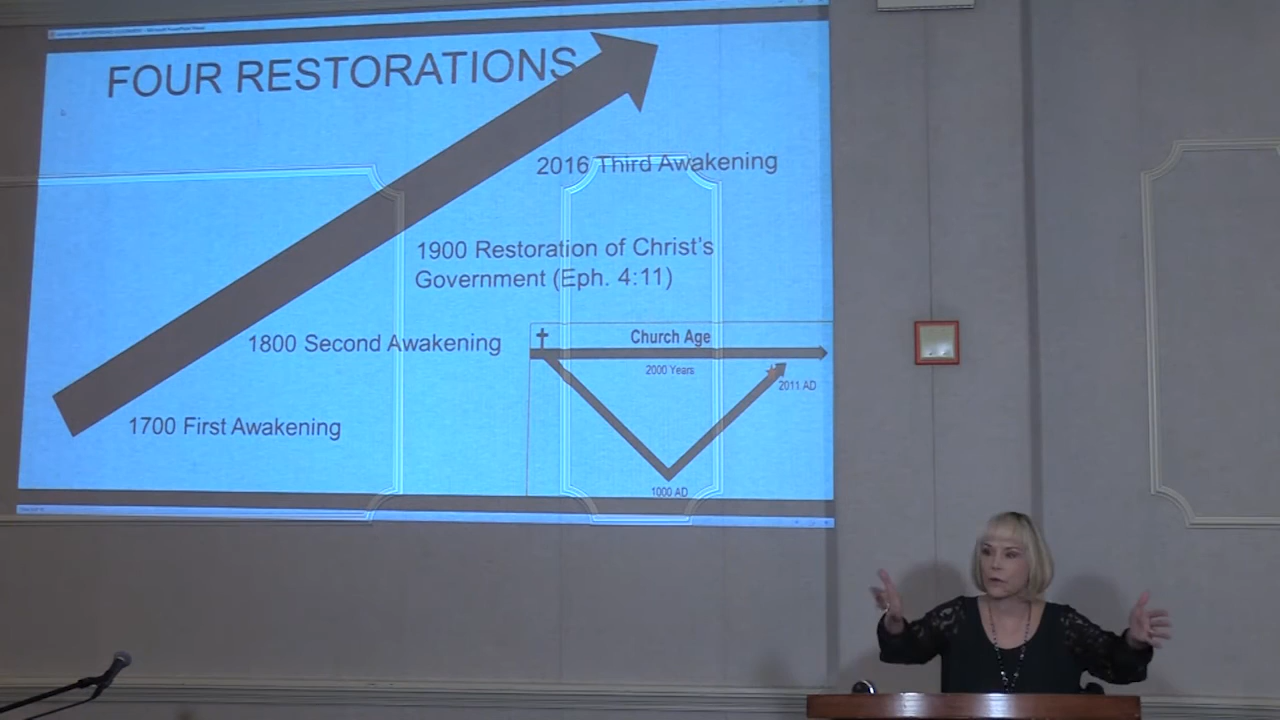 FOUR RESTORATIONS
2016 Third Awakening
1900 Restoration of Christ's
Government (Eph. 4:11)
1800 Second Awakening
1700 First Awakening
Church Age
2000 Years
2011 AD
1000 AD